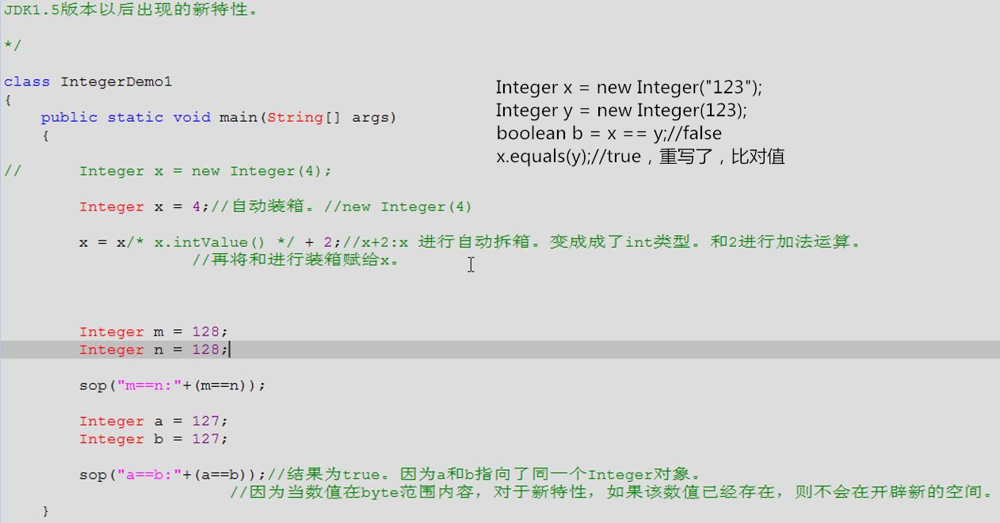 JDK1.5版本以后出现的新特性。
*/
class IntegerDemo1
{
public static void main(String[] args)
{
// Integer x = new Integer(4);
Integer x = 4;//自动装箱。//new Integer(4)
x = x/* x.intValue() */ + 2;//x+2:x 进行自动拆箱。变成成了int类型。和2进行加法运算。
//再将和进行装箱赋给x。
Integer m = 128;
Integer n = 128;
sop("m==n:"+(m==n));
Integer a = 127;
Integer b = 127;
sop("a==b:"+(a==b));//结果为true。因为a和b指向了同一个Integer对象。
//因为当数值在byte范围内容，对于新特性，如果该数值已经存在，则不会在开辟新的空间。
}
Integer x = new Integer("123");
Integer y = new Integer(123);
boolean b = x == y;//false
x.equals(y);//true，重写了，比对值